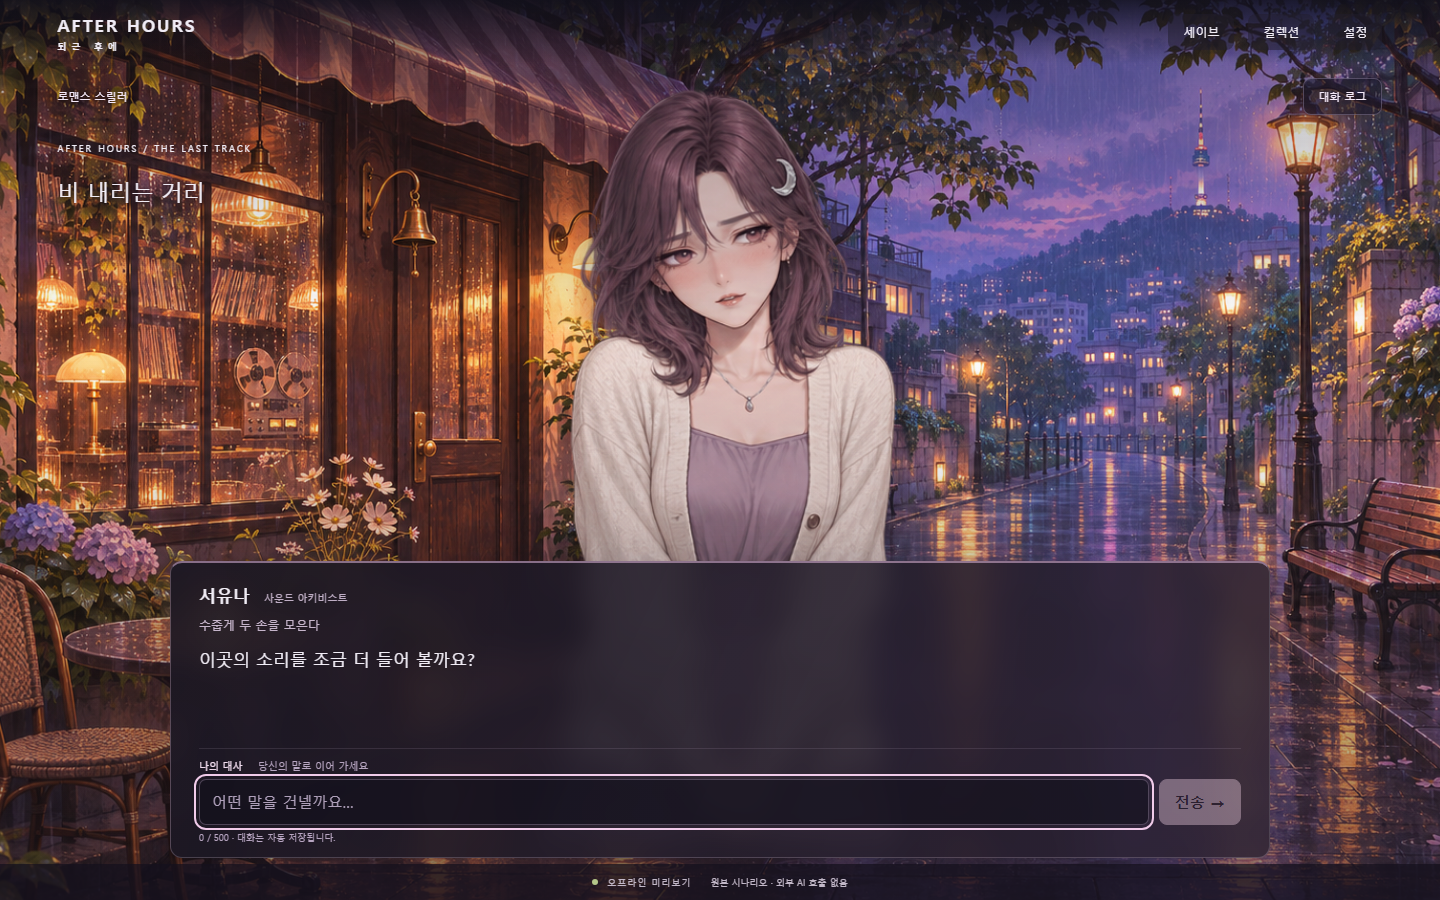 AFTER HOURS
퇴근 후에
세이브 컬렉션 설정
로맨스 스릴러
대화 로그
AFTER HOURS / THE LAST TRACK
비 내리는 거리
서유나 사운드 아키비스트
수줍게 두 손을 모은다
이곳의 소리를 조금 더 들어 볼까요?
나의 대사 당신의 말로 이어 가세요
어떤 말을 건넬까요...
전송 →
0 / 500 · 대화는 자동 저장됩니다.
오프라인 미리보기 원본 시나리오 · 외부 AI 호출 없음